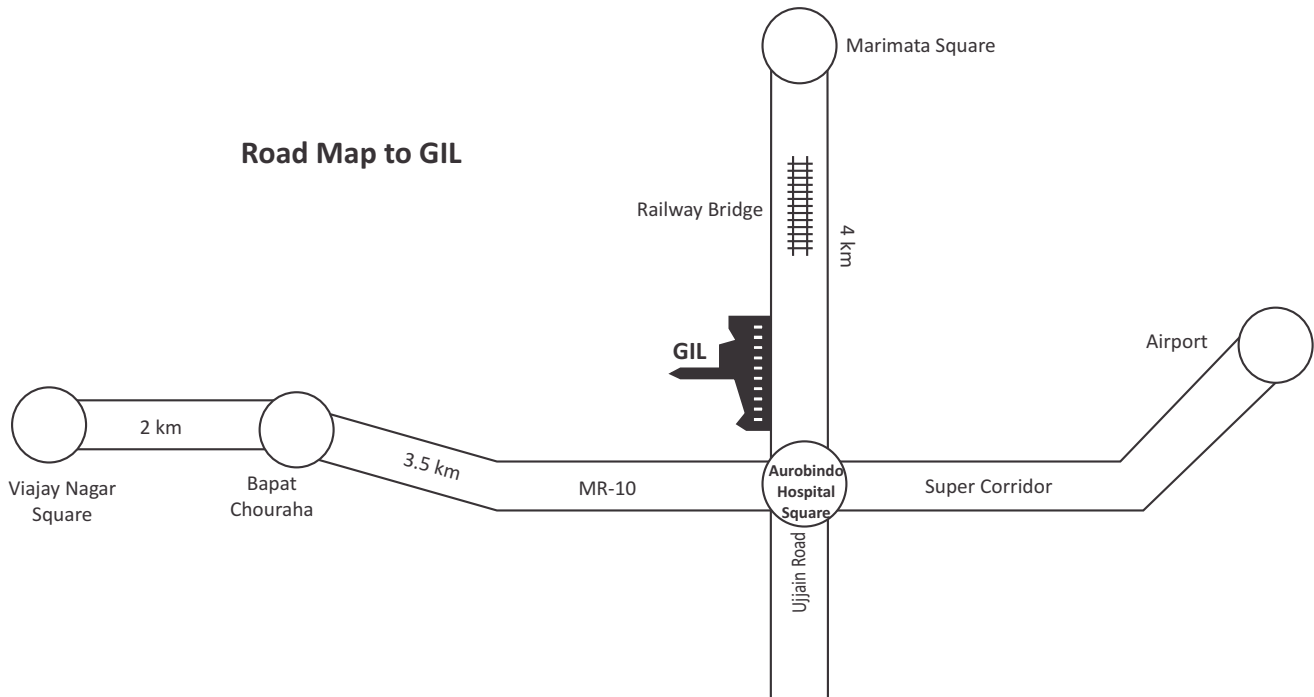 Marimata Square
Road Map to GIL
Railway Bridge
4 km
GIL
Airport
2 km
3.5 km
Viajay Nagar
Square
Bapat
Chouraha
MR-10
Aurobindo
Hospital
Square
Super Corridor
Ujjain Road